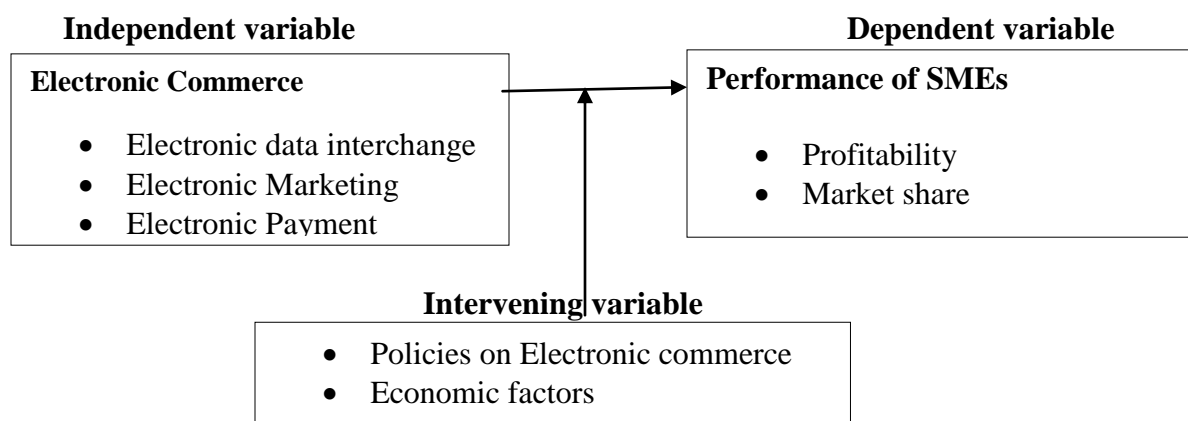 Independent variable
Dependent variable
Electronic Commerce
• Electronic data interchange
• Electronic Marketing
• Electronic Payment
Performance of SMEs
• Profitability
• Market share
Intervening variable
• Policies on Electronic commerce
• Economic factors